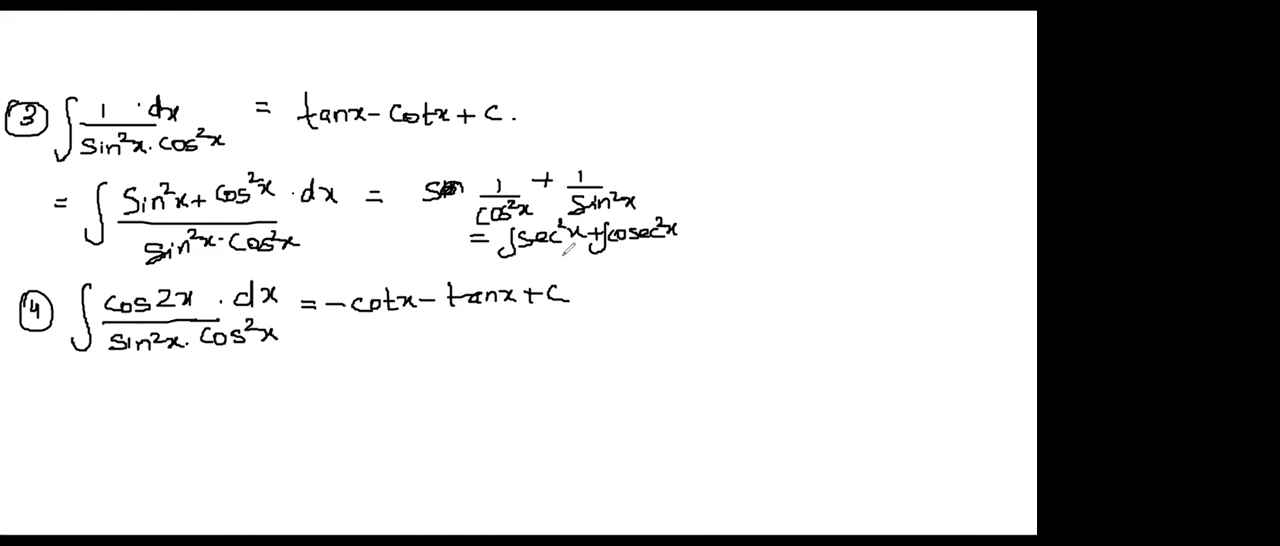 ③ ∫ 1 · dx / sin²x · cos²x = tanx - cotx + c.
= ∫ sin²x + cos²x · dx / sin²x · cos²x = 1/cos²x + 1/sin²x
= ∫sec²x + ∫cosec²x
④ ∫ cos2x · dx / sin²x · cos²x = -cotx - tanx + c